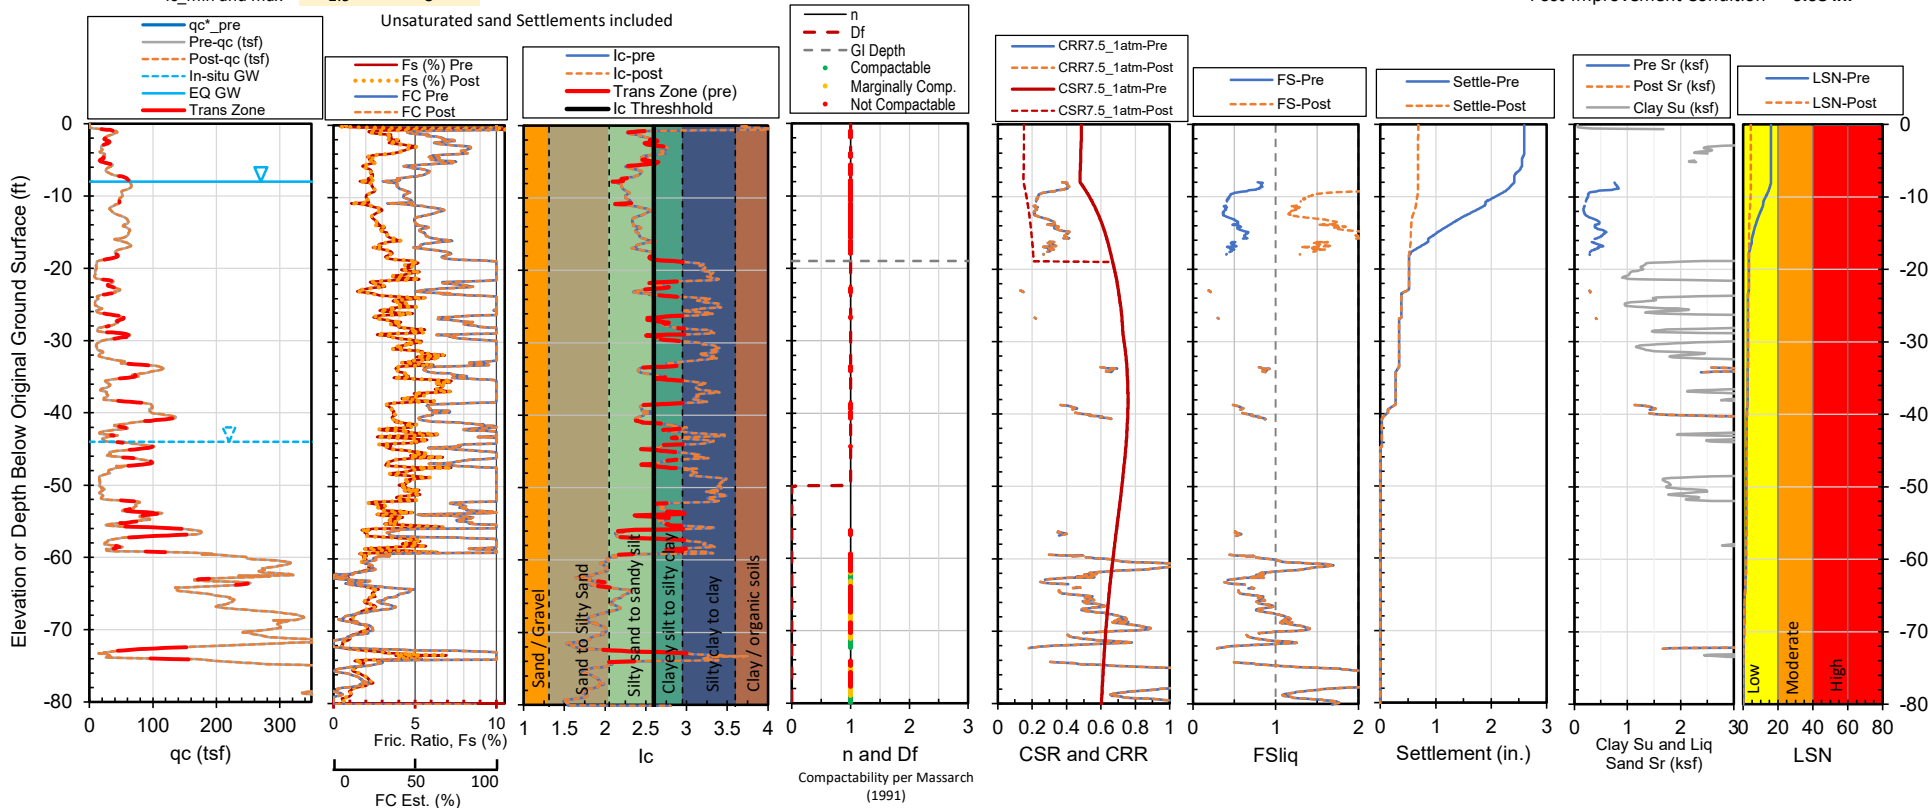 Unsaturated sand Settlements included
qc*_pre
Pre-qc (tsf)
Post-qc (tsf)
In-situ GW
EQ GW
Trans Zone
Fs (%) Pre
Fs (%) Post
FC Pre
FC Post
Ic-pre
Ic-post
Trans Zone (pre)
Ic Threshhold
n
Df
GI Depth
Compactable
Marginally Comp.
Not Compactable
CRR7.5_1atm-Pre
CRR7.5_1atm-Post
CSR7.5_1atm-Pre
CSR7.5_1atm-Post
FS-Pre
FS-Post
Settle-Pre
Settle-Post
Pre Sr (ksf)
Post Sr (ksf)
Clay Su (ksf)
LSN-Pre
LSN-Post
Elevation or Depth Below Original Ground Surface (ft)
0
-10
-20
-30
-40
-50
-60
-70
-80
0 100 200 300
qc (tsf)
0 5 10
Fric. Ratio, Fs (%)
0 50 100
FC Est. (%)
Sand / Gravel
Sand to Silty Sand
Silty sand to sandy silt
Clayey silt to silty clay
Silty clay to clay
Clay / organic soils
1 1.5 2 2.5 3 3.5 4
Ic
0 1 2 3
n and Df
Compactability per Massarch
(1991)
0 0.2 0.4 0.6 0.8 1
CSR and CRR
0 1 2
FSliq
0 1 2 3
Settlement (in.)
0 1 2 3
Clay Su and Liq
Sand Sr (ksf)
Low
Moderate
High
0 20 40 60 80
LSN
0
-10
-20
-30
-40
-50
-60
-70
-80